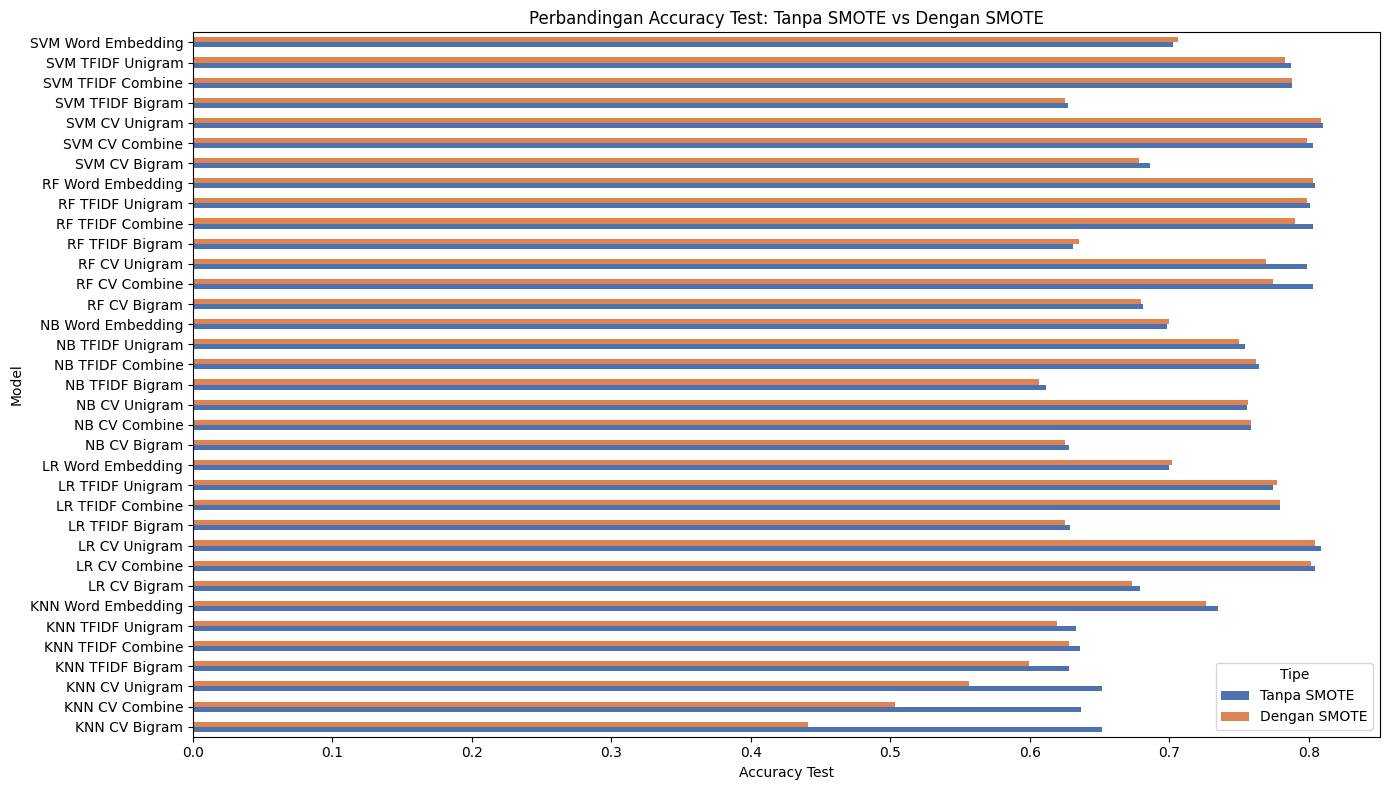 Perbandingan Accuracy Test: Tanpa SMOTE vs Dengan SMOTE
SVM Word Embedding
SVM TFIDF Unigram
SVM TFIDF Combine
SVM TFIDF Bigram
SVM CV Unigram
SVM CV Combine
SVM CV Bigram
RF Word Embedding
RF TFIDF Unigram
RF TFIDF Combine
RF TFIDF Bigram
RF CV Unigram
RF CV Combine
RF CV Bigram
NB Word Embedding
NB TFIDF Unigram
NB TFIDF Combine
NB TFIDF Bigram
NB CV Unigram
NB CV Combine
NB CV Bigram
LR Word Embedding
LR TFIDF Unigram
LR TFIDF Combine
LR TFIDF Bigram
LR CV Unigram
LR CV Combine
LR CV Bigram
KNN Word Embedding
KNN TFIDF Unigram
KNN TFIDF Combine
KNN TFIDF Bigram
KNN CV Unigram
KNN CV Combine
KNN CV Bigram
Model
Tipe
Tanpa SMOTE
Dengan SMOTE
0.0 0.1 0.2 0.3 0.4 0.5 0.6 0.7 0.8
Accuracy Test